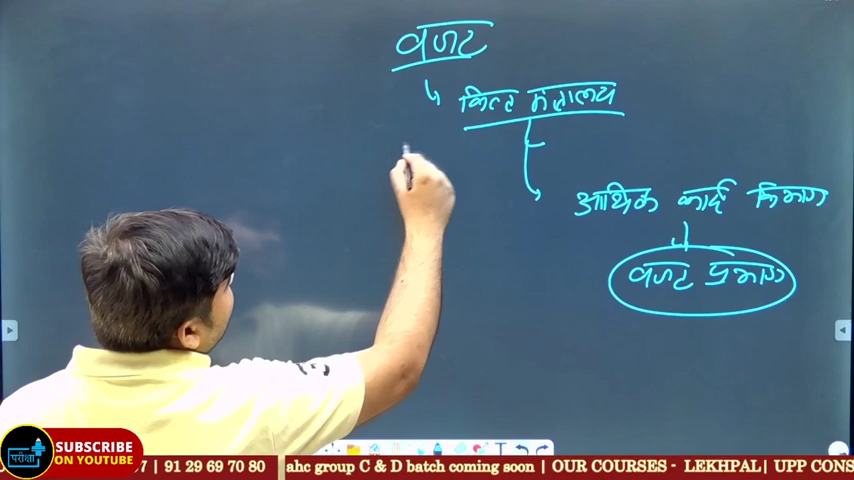 बजट
वित्त मंत्रालय
आर्थिक कार्य विभाग
बजट प्रभाग
परीक्षा
SUBSCRIBE
ON YOUTUBE
7 | 91 29 69 70 80 | ahc group C & D batch coming soon | OUR COURSES - LEKHPAL| UPP CONS